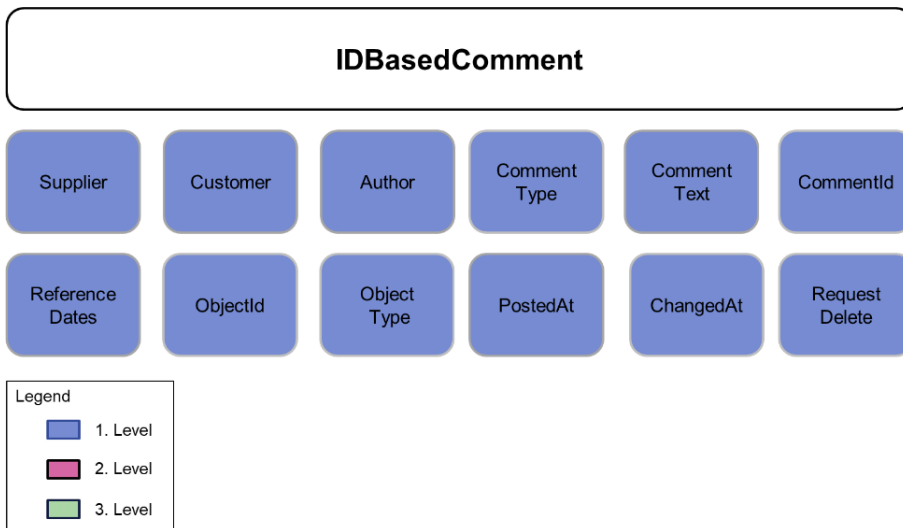 IDBasedComment
Supplier
Customer
Author
Comment
Type
Comment
Text
CommentId
Reference
Dates
ObjectId
Object
Type
PostedAt
ChangedAt
Request
Delete
Legend
1. Level
2. Level
3. Level